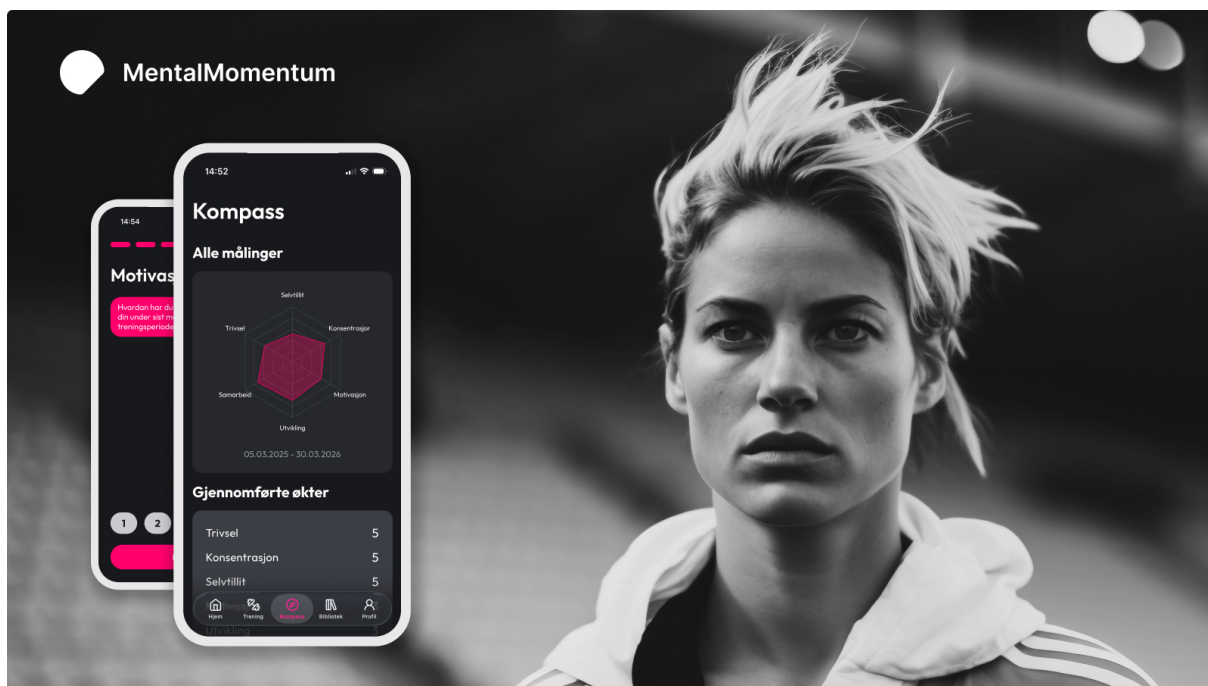 MentalMomentum
14:54
Hvordan har du
din under sist
14:52
Kompass
Alle målinger
Selvtillit
Trivsel
Konsentrasjon
Samarbeid
Motivasjon
Utvikling
05.03.2025 - 30.03.2026
Gjennomførte økter
Trivsel 5
Konsentrasjon 5
Selvtillit 5
Hjem Trening Kompass Bibliotek Profil
Utvikling 3
1 2